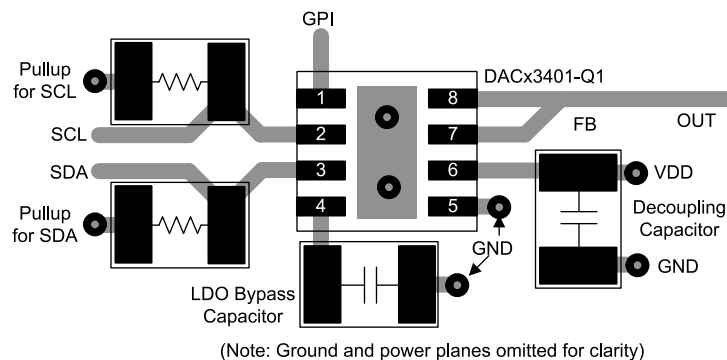 GPI
DACx3401-Q1
Pullup
for SCL
1
8
OUT
SCL
2
7
FB
SDA
3
6
VDD
Pullup
for SDA
4
5
Decoupling
Capacitor
GND
GND
LDO Bypass
Capacitor
(Note: Ground and power planes omitted for clarity)